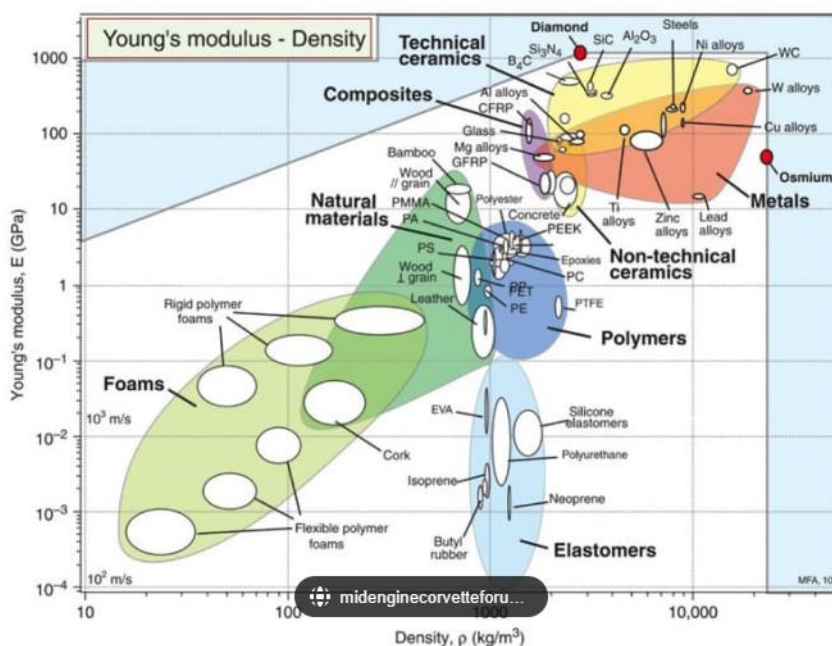 Young's modulus - Density
Diamond
Technical
ceramics
Si₃N₄
B₄C
SiC
Al₂O₃
Steels
Ni alloys
WC
W alloys
Composites
Al alloys
CFRP
Glass
Mg alloys
GFRP
Cu alloys
Osmium
Metals
Bamboo
Wood
// grain
Natural
materials
PMMA
PA
PS
Polyester
Concrete
PEEK
Epoxies
PC
Non-technical
ceramics
Ti
alloys
Zinc
alloys
Lead
alloys
Wood
⊥ grain
Leather
PP
PET
PE
PTFE
Polymers
Rigid polymer
foams
Foams
10³ m/s
Cork
EVA
Silicone
elastomers
Polyurethane
Isoprene
Neoprene
Butyl
rubber
Flexible polymer
foams
Elastomers
10² m/s
MFA, 10
Young's modulus, E (GPa)
1000
100
10
1
10⁻¹
10⁻²
10⁻³
10⁻⁴
10
100
1000
10,000
midenginecorvetteforu...
Density, ρ (kg/m³)